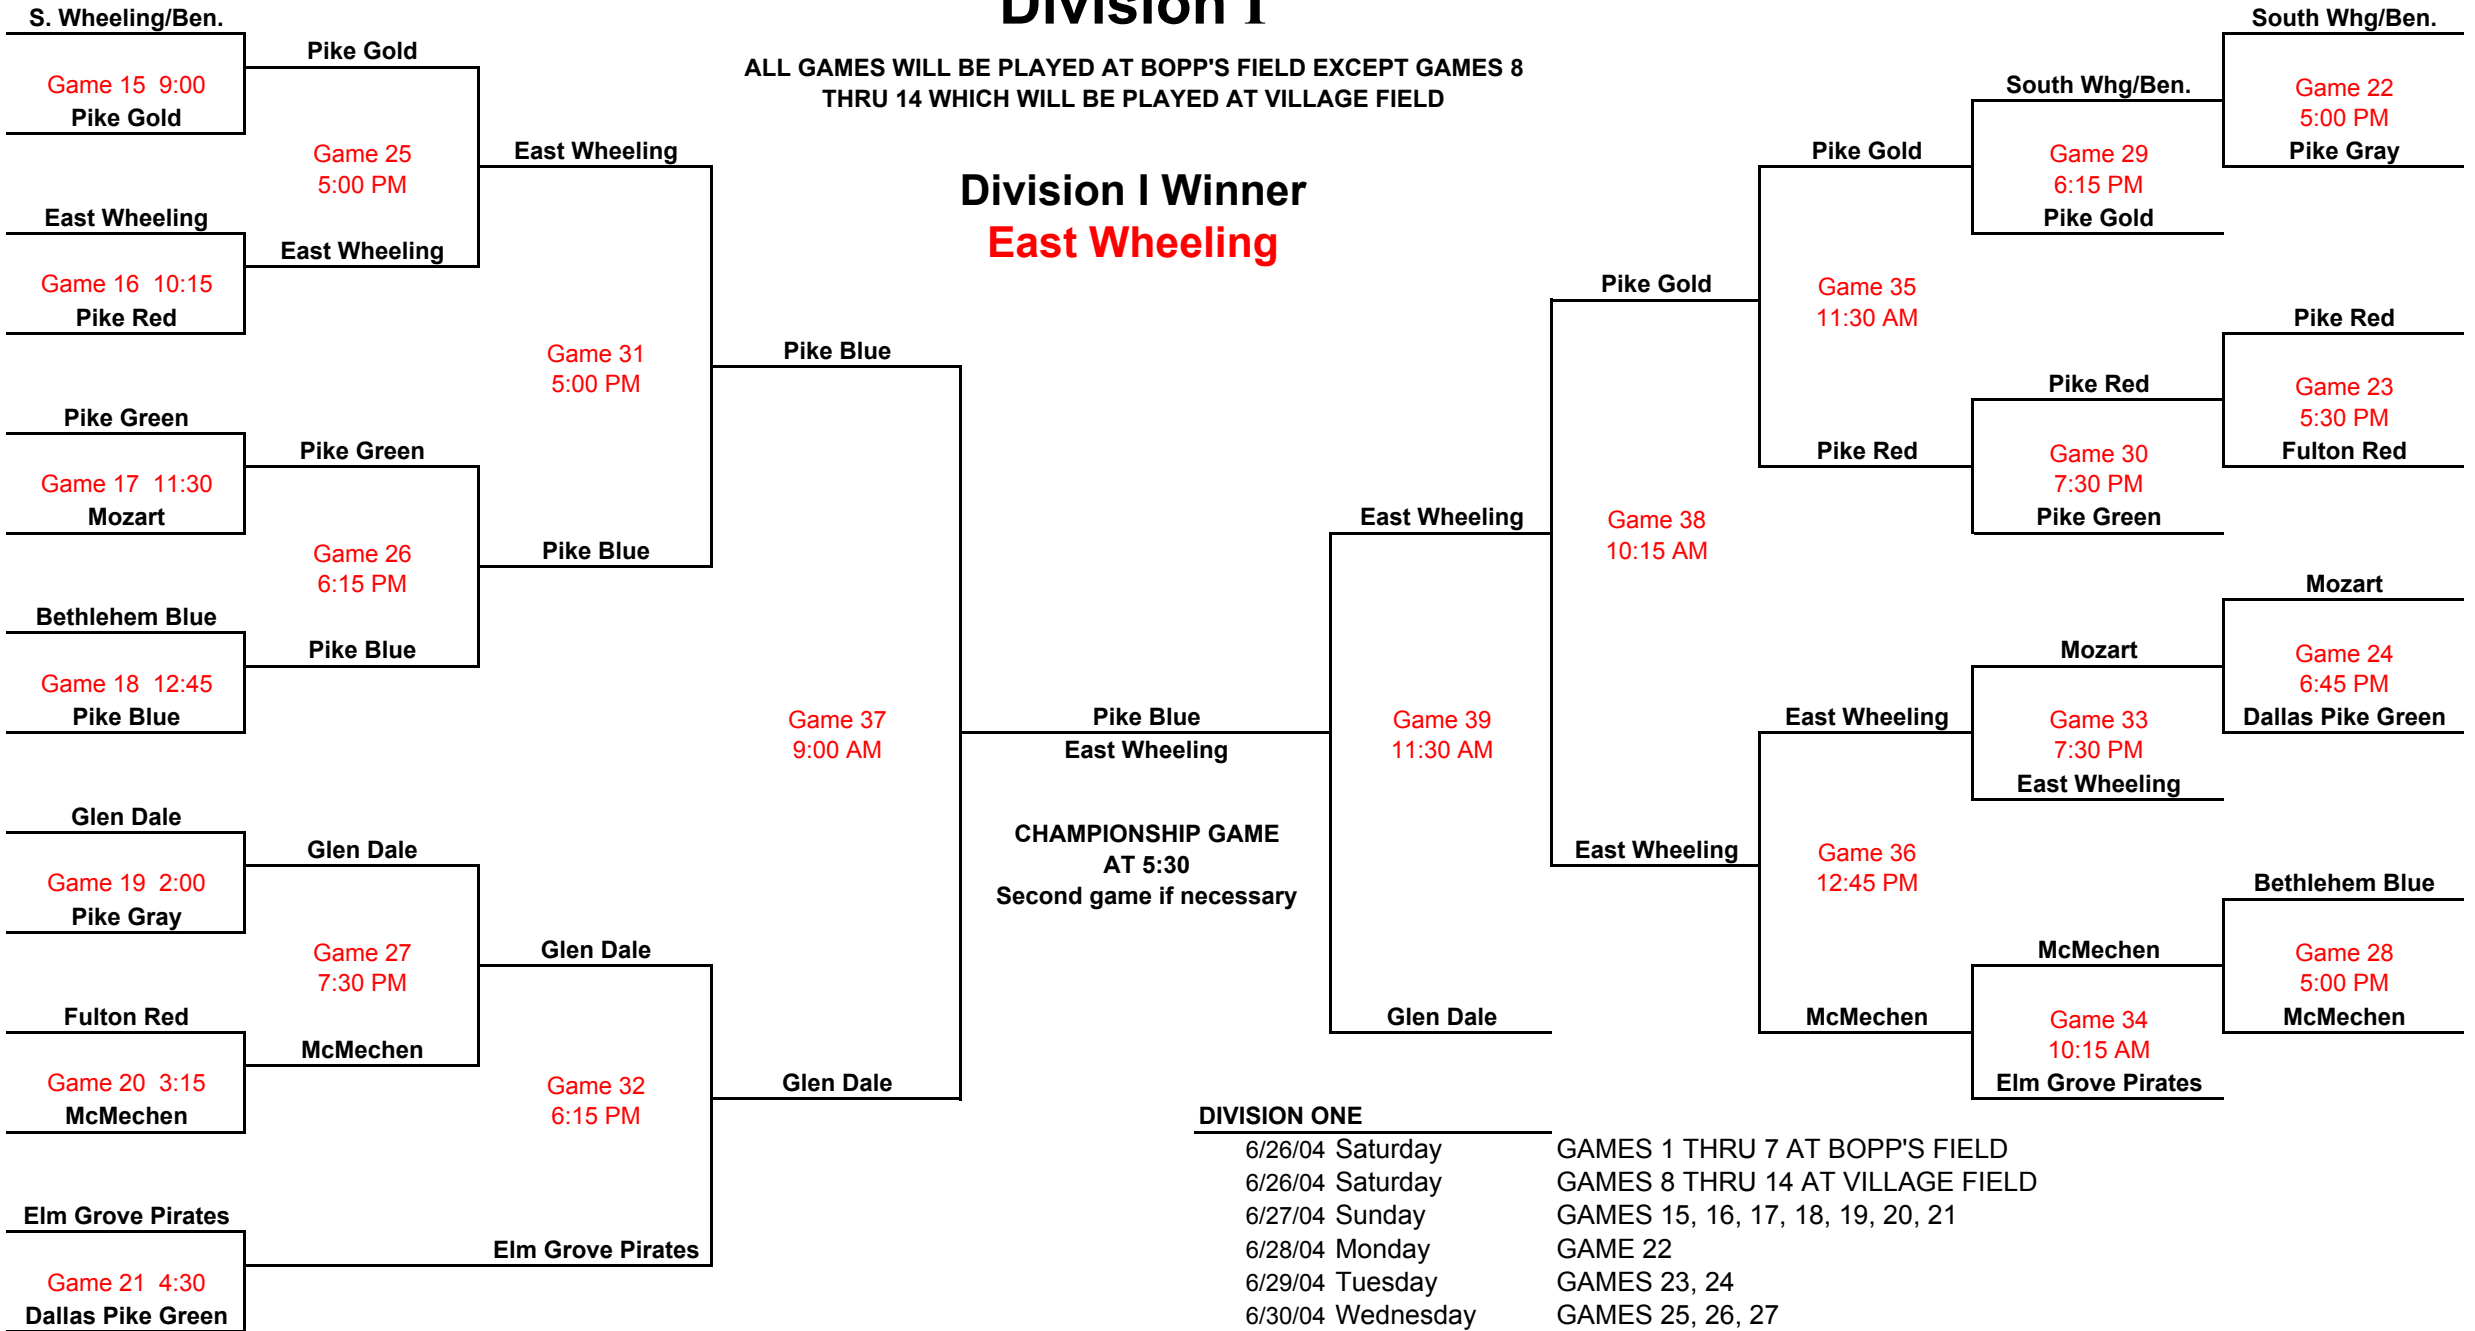 Division I
ALL GAMES WILL BE PLAYED AT BOPP'S FIELD EXCEPT GAMES 8
THRU 14 WHICH WILL BE PLAYED AT VILLAGE FIELD
Division I Winner
East Wheeling
S. Wheeling/Ben.
Game 15 9:00
Pike Gold
East Wheeling
Game 16 10:15
Pike Red
Pike Green
Game 17 11:30
Mozart
Bethlehem Blue
Game 18 12:45
Pike Blue
Glen Dale
Game 19 2:00
Pike Gray
Fulton Red
Game 20 3:15
McMechen
Elm Grove Pirates
Game 21 4:30
Dallas Pike Green
Pike Gold
Game 25
5:00 PM
East Wheeling
Pike Green
Game 26
6:15 PM
Pike Blue
Glen Dale
Game 27
7:30 PM
McMechen
East Wheeling
Game 31
5:00 PM
Pike Blue
Glen Dale
Game 32
6:15 PM
Elm Grove Pirates
Pike Blue
Game 37
9:00 AM
Glen Dale
Pike Blue
East Wheeling
CHAMPIONSHIP GAME
AT 5:30
Second game if necessary
East Wheeling
Game 39
11:30 AM
Glen Dale
Pike Gold
Game 38
10:15 AM
East Wheeling
Pike Gold
Game 35
11:30 AM
Pike Red
East Wheeling
Game 36
12:45 PM
McMechen
South Whg/Ben.
Game 29
6:15 PM
Pike Gold
Pike Red
Game 30
7:30 PM
Pike Green
Mozart
Game 33
7:30 PM
East Wheeling
McMechen
Game 34
10:15 AM
Elm Grove Pirates
South Whg/Ben.
Game 22
5:00 PM
Pike Gray
Pike Red
Game 23
5:30 PM
Fulton Red
Mozart
Game 24
6:45 PM
Dallas Pike Green
Bethlehem Blue
Game 28
5:00 PM
McMechen
DIVISION ONE
6/26/04 Saturday GAMES 1 THRU 7 AT BOPP'S FIELD
6/26/04 Saturday GAMES 8 THRU 14 AT VILLAGE FIELD
6/27/04 Sunday GAMES 15, 16, 17, 18, 19, 20, 21
6/28/04 Monday GAME 22
6/29/04 Tuesday GAMES 23, 24
6/30/04 Wednesday GAMES 25, 26, 27